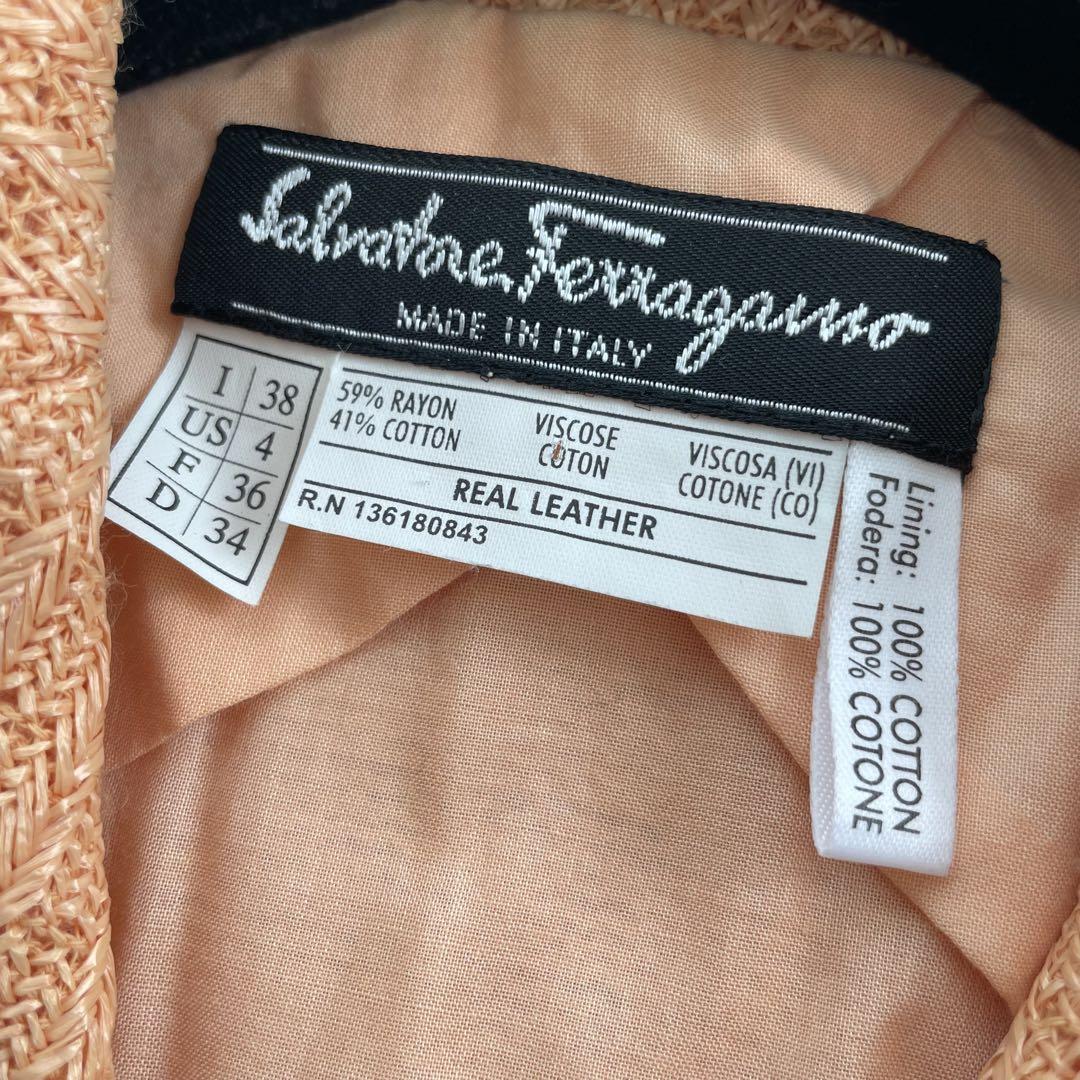 Salvatore Ferragamo
MADE IN ITALY
I 38
US 4
F 36
D 34
59% RAYON VISCOSE VISCOSA (VI)
41% COTTON COTON COTONE (CO)
REAL LEATHER
R.N 136180843
Lining: 100% COTTON
Fodera: 100% COTONE